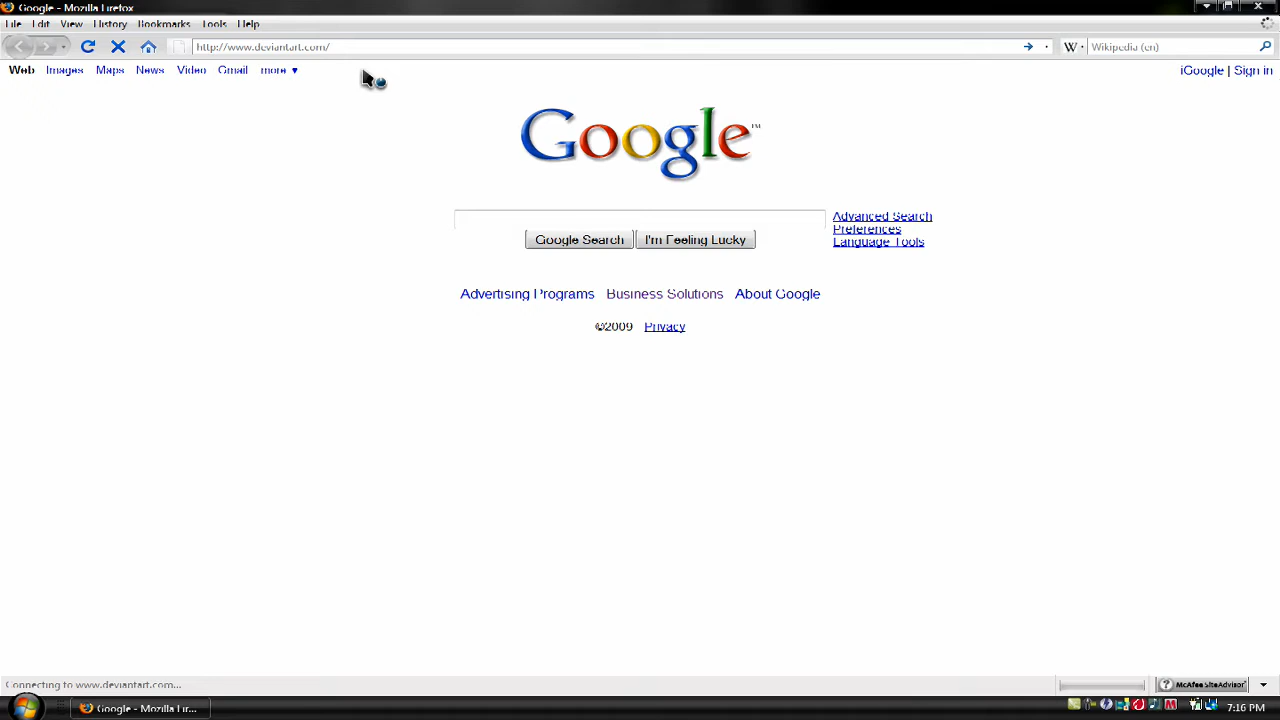 Google - Mozilla Firefox
File Edit View History Bookmarks Tools Help
http://www.deviantart.com/ W Wikipedia (en)
Web Images Maps News Video Gmail more ▼ iGoogle | Sign in
Google™
Advanced Search
Preferences
Google Search I'm Feeling Lucky
Language Tools
Advertising Programs Business Solutions About Google
©2009 Privacy
Connecting to www.deviantart.com... ? McAfee SiteAdvisor
Google - Mozilla Fir... 7:16 PM